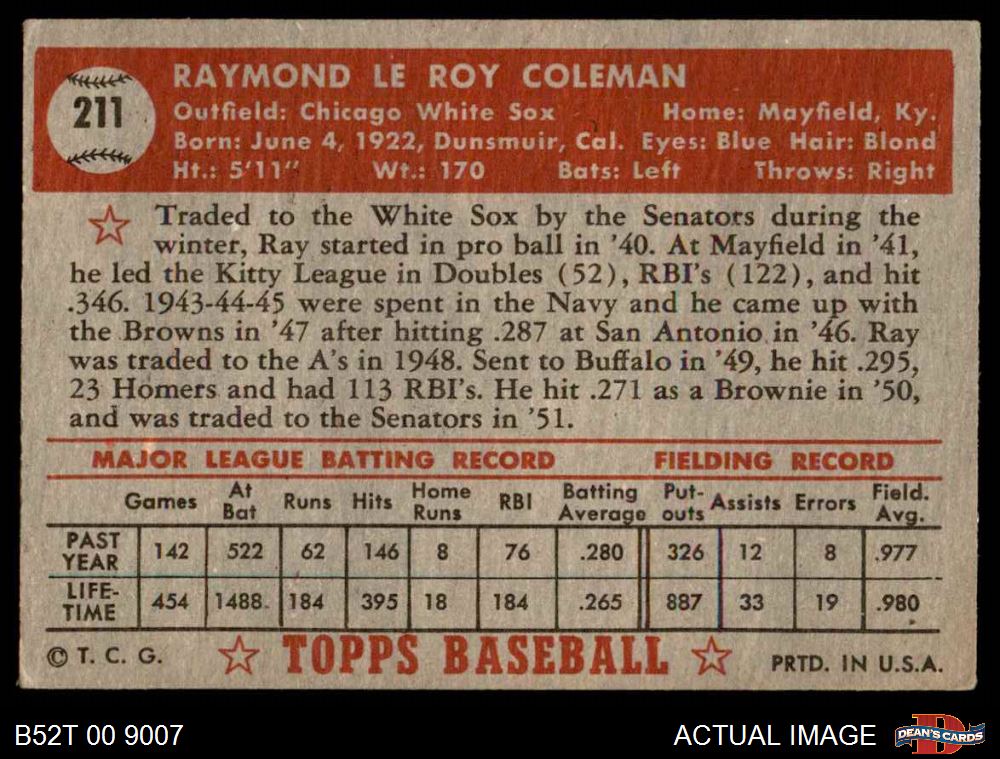 211
RAYMOND LE ROY COLEMAN
Outfield: Chicago White Sox Home: Mayfield, Ky.
Born: June 4, 1922, Dunsmuir, Cal. Eyes: Blue Hair: Blond
Ht.: 5'11" Wt.: 170 Bats: Left Throws: Right
Traded to the White Sox by the Senators during the
winter, Ray started in pro ball in '40. At Mayfield in '41,
he led the Kitty League in Doubles (52), RBI's (122), and hit
.346. 1943-44-45 were spent in the Navy and he came up with
the Browns in '47 after hitting .287 at San Antonio in '46. Ray
was traded to the A's in 1948. Sent to Buffalo in '49, he hit .295,
23 Homers and had 113 RBI's. He hit .271 as a Brownie in '50,
and was traded to the Senators in '51.
MAJOR LEAGUE BATTING RECORD FIELDING RECORD
Games At Bat Runs Hits Home Runs RBI Batting Average Put-outs Assists Errors Field. Avg.
PAST YEAR 142 522 62 146 8 76 .280 326 12 8 .977
LIFE-TIME 454 1488 184 395 18 184 .265 887 33 19 .980
© T. C. G. TOPPS BASEBALL PRTD. IN U.S.A.
B52T 00 9007 ACTUAL IMAGE DEAN'S CARDS